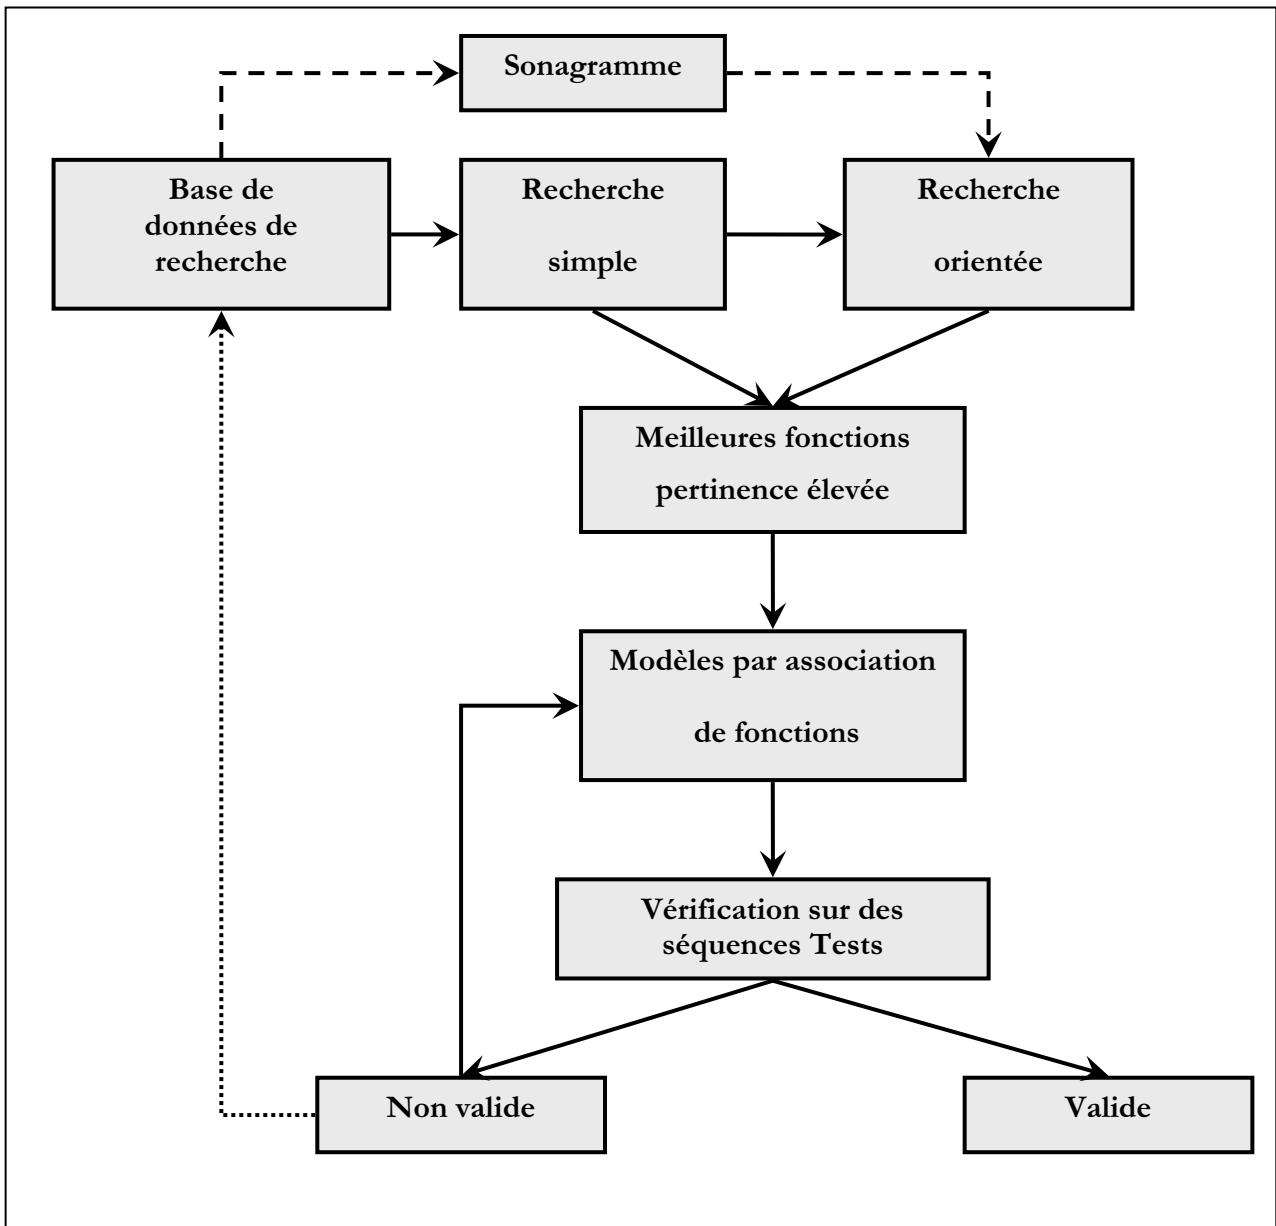 Sonagramme
Base de
données de
recherche
Recherche
simple
Recherche
orientée
Meilleures fonctions
pertinence élevée
Modèles par association
de fonctions
Vérification sur des
séquences Tests
Non valide
Valide